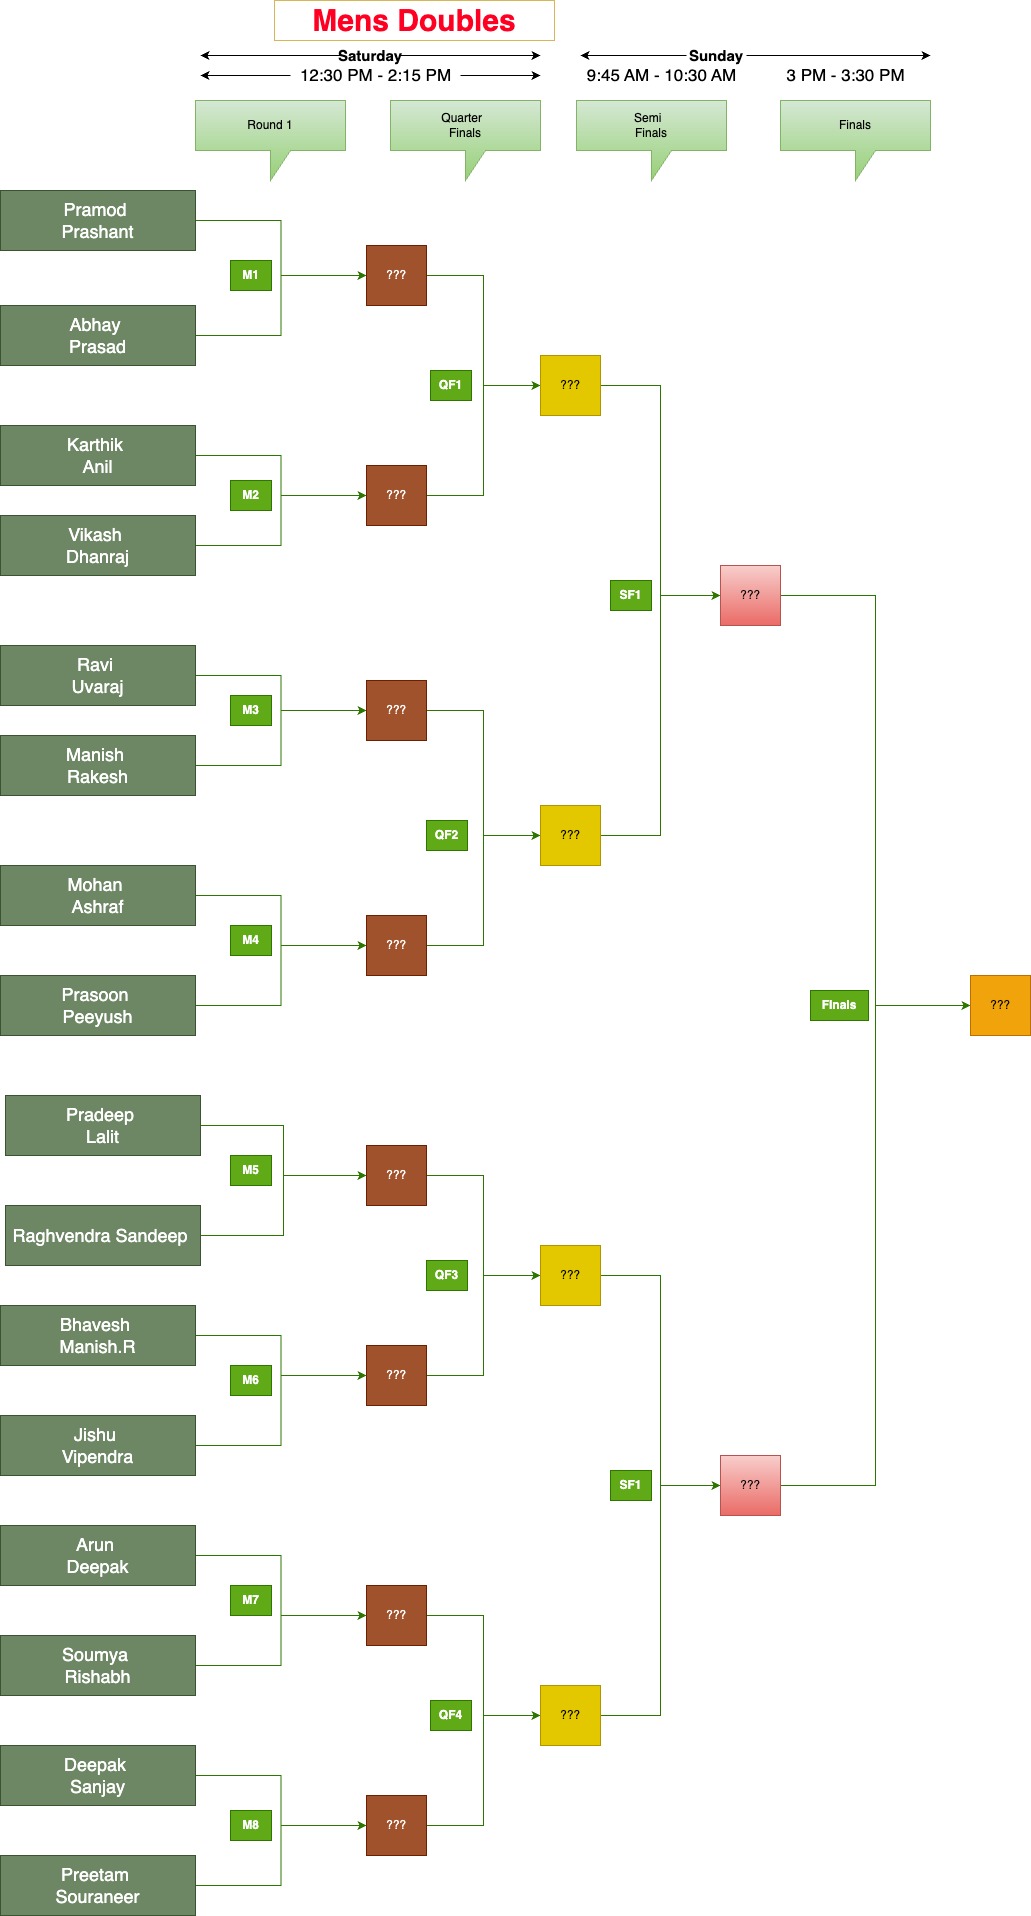 Mens Doubles
Saturday
Sunday
12:30 PM - 2:15 PM
9:45 AM - 10:30 AM
3 PM - 3:30 PM
Round 1
Quarter
Finals
Semi
Finals
Finals
Pramod
Prashant
M1
???
Abhay
Prasad
QF1
???
Karthik
Anil
M2
???
Vikash
Dhanraj
SF1
???
Ravi
Uvaraj
M3
???
Manish
Rakesh
QF2
???
Mohan
Ashraf
M4
???
Prasoon
Peeyush
FInals
???
Pradeep
Lalit
M5
???
Raghvendra Sandeep
QF3
???
Bhavesh
Manish.R
M6
???
Jishu
Vipendra
SF1
???
Arun
Deepak
M7
???
Soumya
Rishabh
QF4
???
Deepak
Sanjay
M8
???
Preetam
Souraneer